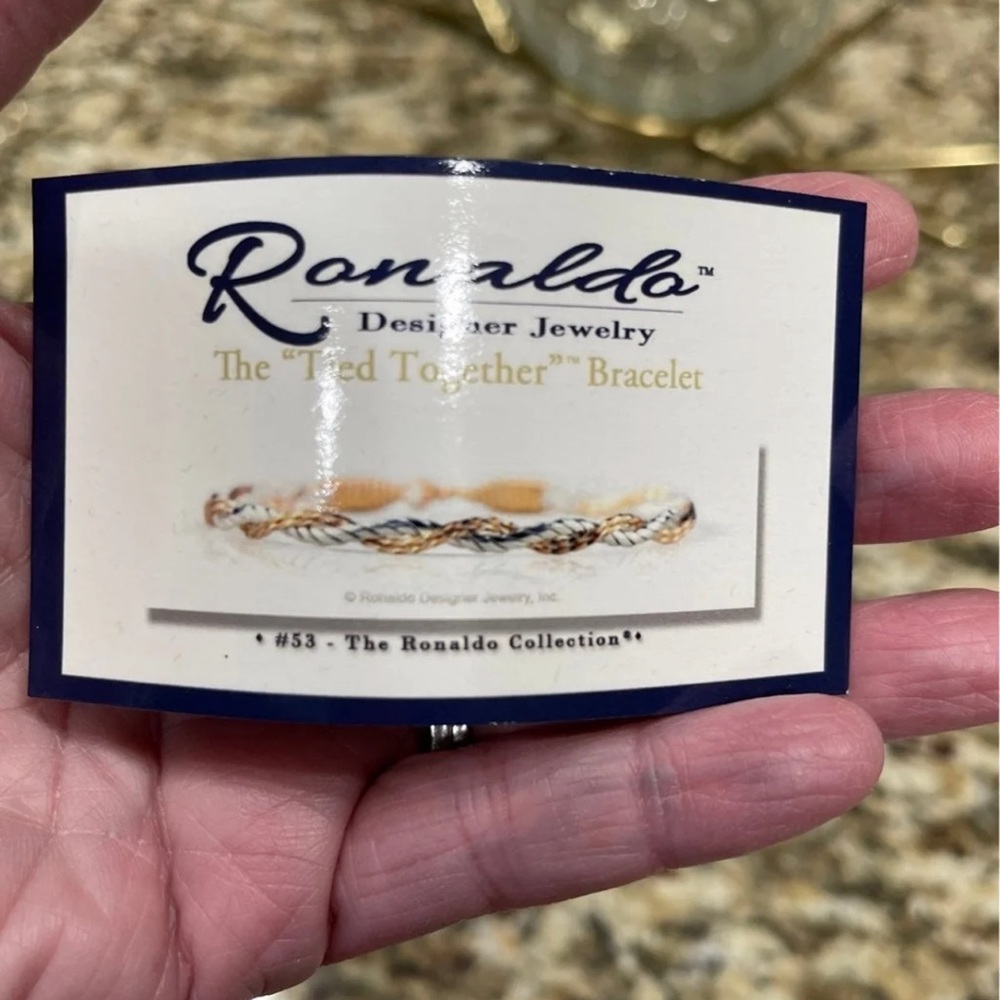 Ronaldo™
Designer Jewelry
The "Tied Together"™ Bracelet
© Ronaldo Designer Jewelry, Inc.
♦ #53 - The Ronaldo Collection®♦